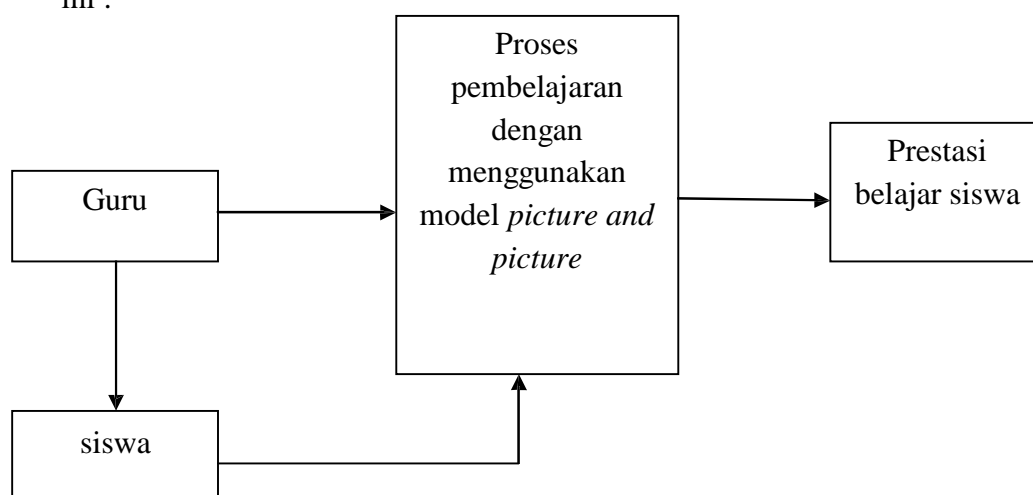 ini :
Proses
pembelajaran
dengan
menggunakan
model picture and
picture
Prestasi
belajar siswa
Guru
siswa